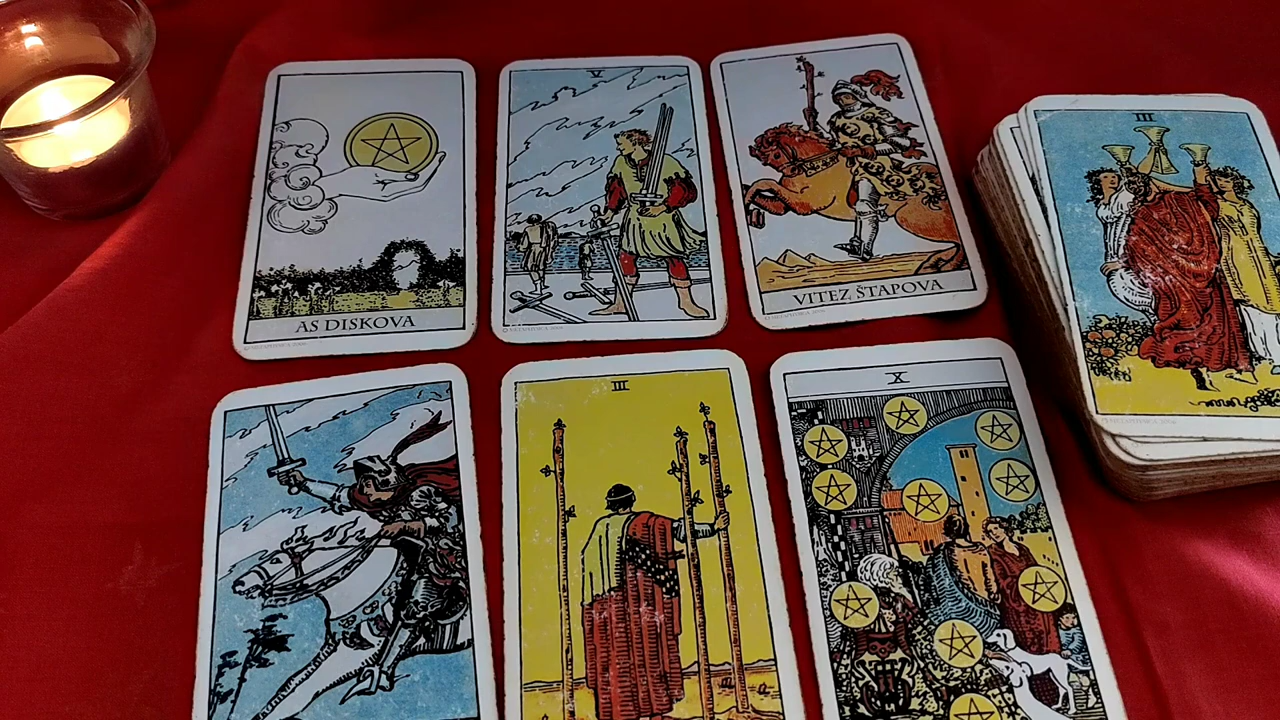 AS DISKOVA
V
VITEZ ŠTAPOVA
III
III
X